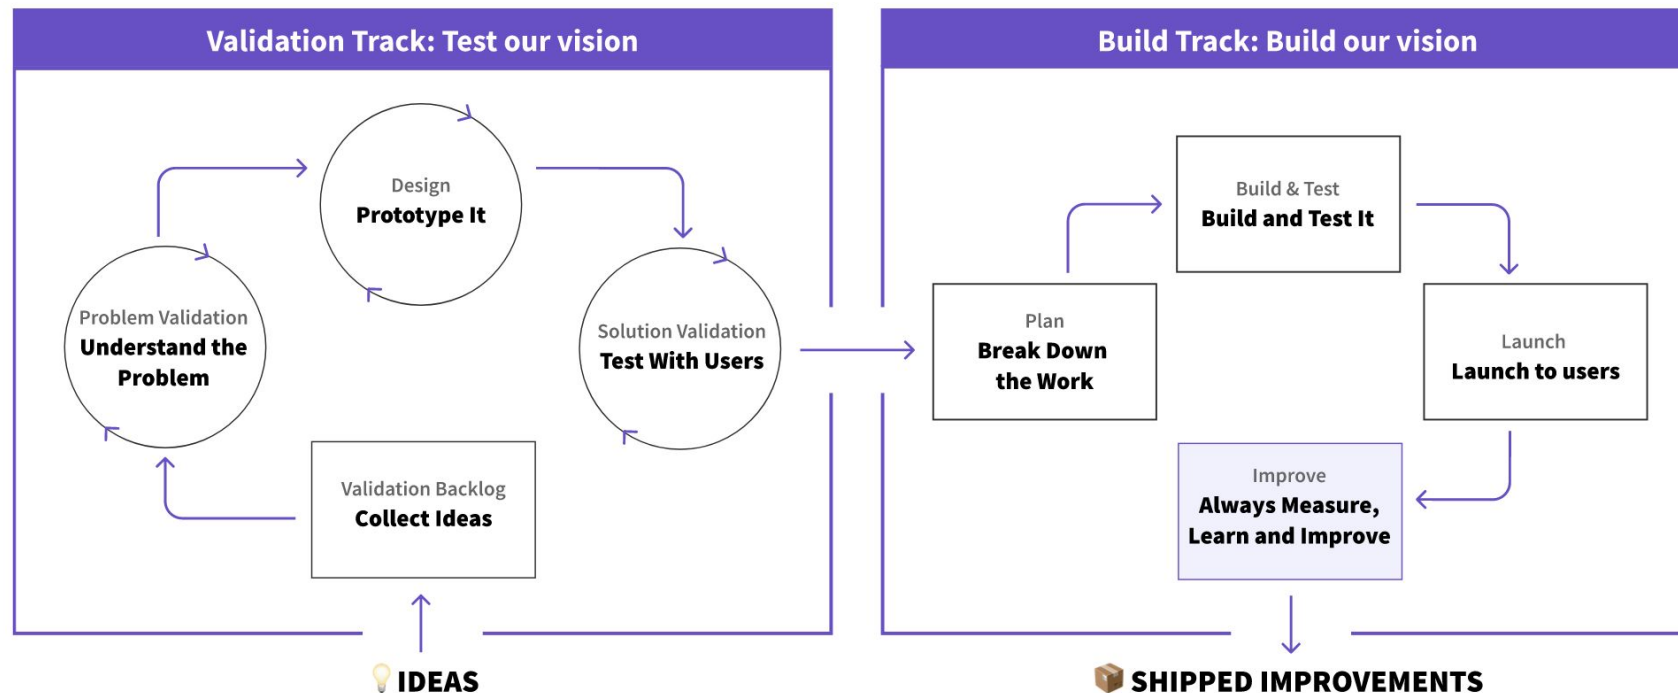 Validation Track: Test our vision
Design
Prototype It
Problem Validation
Understand the
Problem
Solution Validation
Test With Users
Validation Backlog
Collect Ideas
IDEAS
Build Track: Build our vision
Build & Test
Build and Test It
Plan
Break Down
the Work
Launch
Launch to users
Improve
Always Measure,
Learn and Improve
SHIPPED IMPROVEMENTS